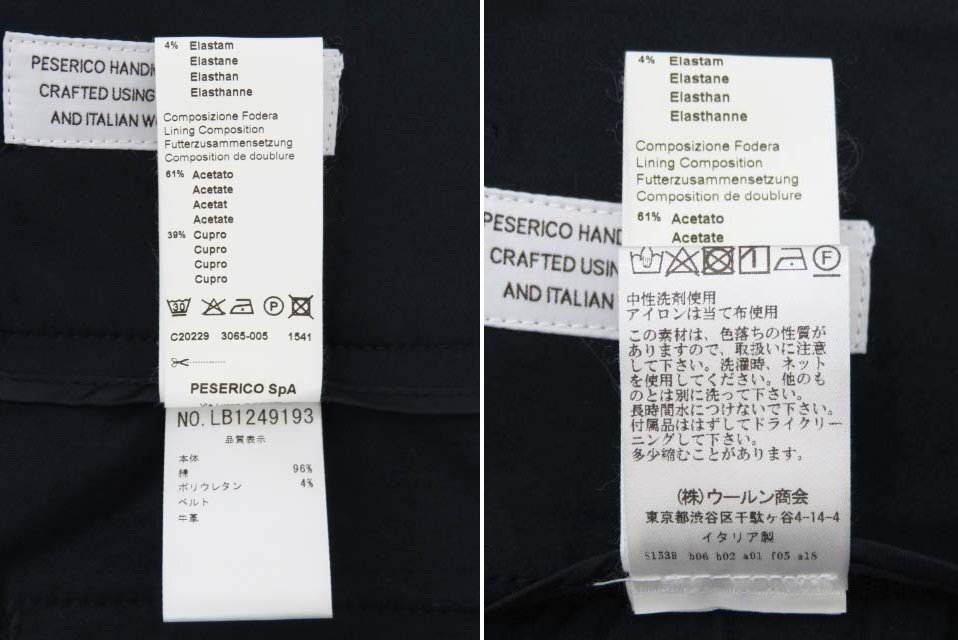 PESERICO HAND
CRAFTED USING
AND ITALIAN
4% Elastam
Elastane
Elasthan
Elasthanne
Composizione Fodera
Lining Composition
Futterzusammensetzung
Composition de doublure
61% Acetato
Acetate
Acetat
Acetate
39% Cupro
Cupro
Cupro
Cupro
30
P
C20229 3065-005 1541
PESERICO SpA
NO.LB1249193
品質表示
本体
綿 96%
ポリウレタン 4%
ベルト
牛革
4% Elastam
Elastane
Elasthan
Elasthanne
Composizione Fodera
Lining Composition
Futterzusammensetzung
Composition de doublure
61% Acetato
Acetate
PESERICO HAND
CRAFTED USIN
AND ITALIAN
F
中性洗剤使用
アイロンは当て布使用
この素材は、色落ちの性質が
ありますので、取扱いに注意
して下さい。洗濯時、ネット
を使用してください。他のも
のとは別に洗って下さい。
長時間水につけないで下さい。
付属品ははずしてドライクリー
ニングして下さい。
多少縮むことがあります。
(株)ウールン商会
東京都渋谷区千駄ヶ谷4-14-4
イタリア製
b06 b02 a01 f03 a18